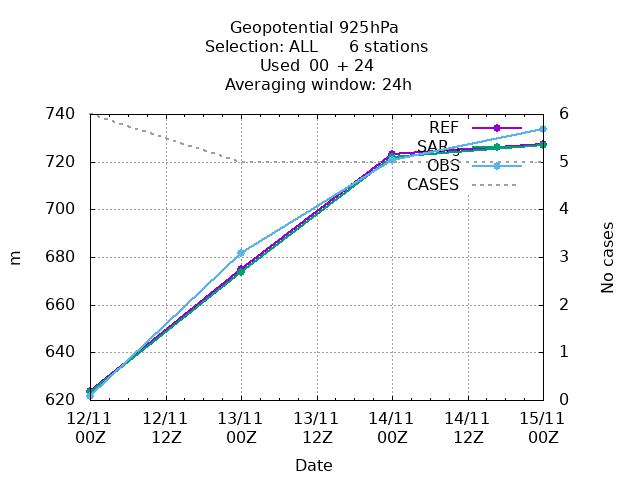 Geopotential 925hPa
Selection: ALL 6 stations
Used 00 + 24
Averaging window: 24h
740
720
700
680
660
640
620
m
6
5
4
3
2
1
0
No cases
REF
OBS
CASES
12/11 12/11 13/11 13/11 14/11 14/11 15/11
00Z 12Z 00Z 12Z 00Z 12Z 00Z
Date